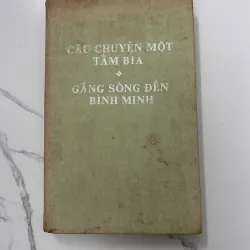 CÂU CHUYỆN MỘT
TẤM BIA
GẮNG SỐNG ĐẾN
BÌNH MINH